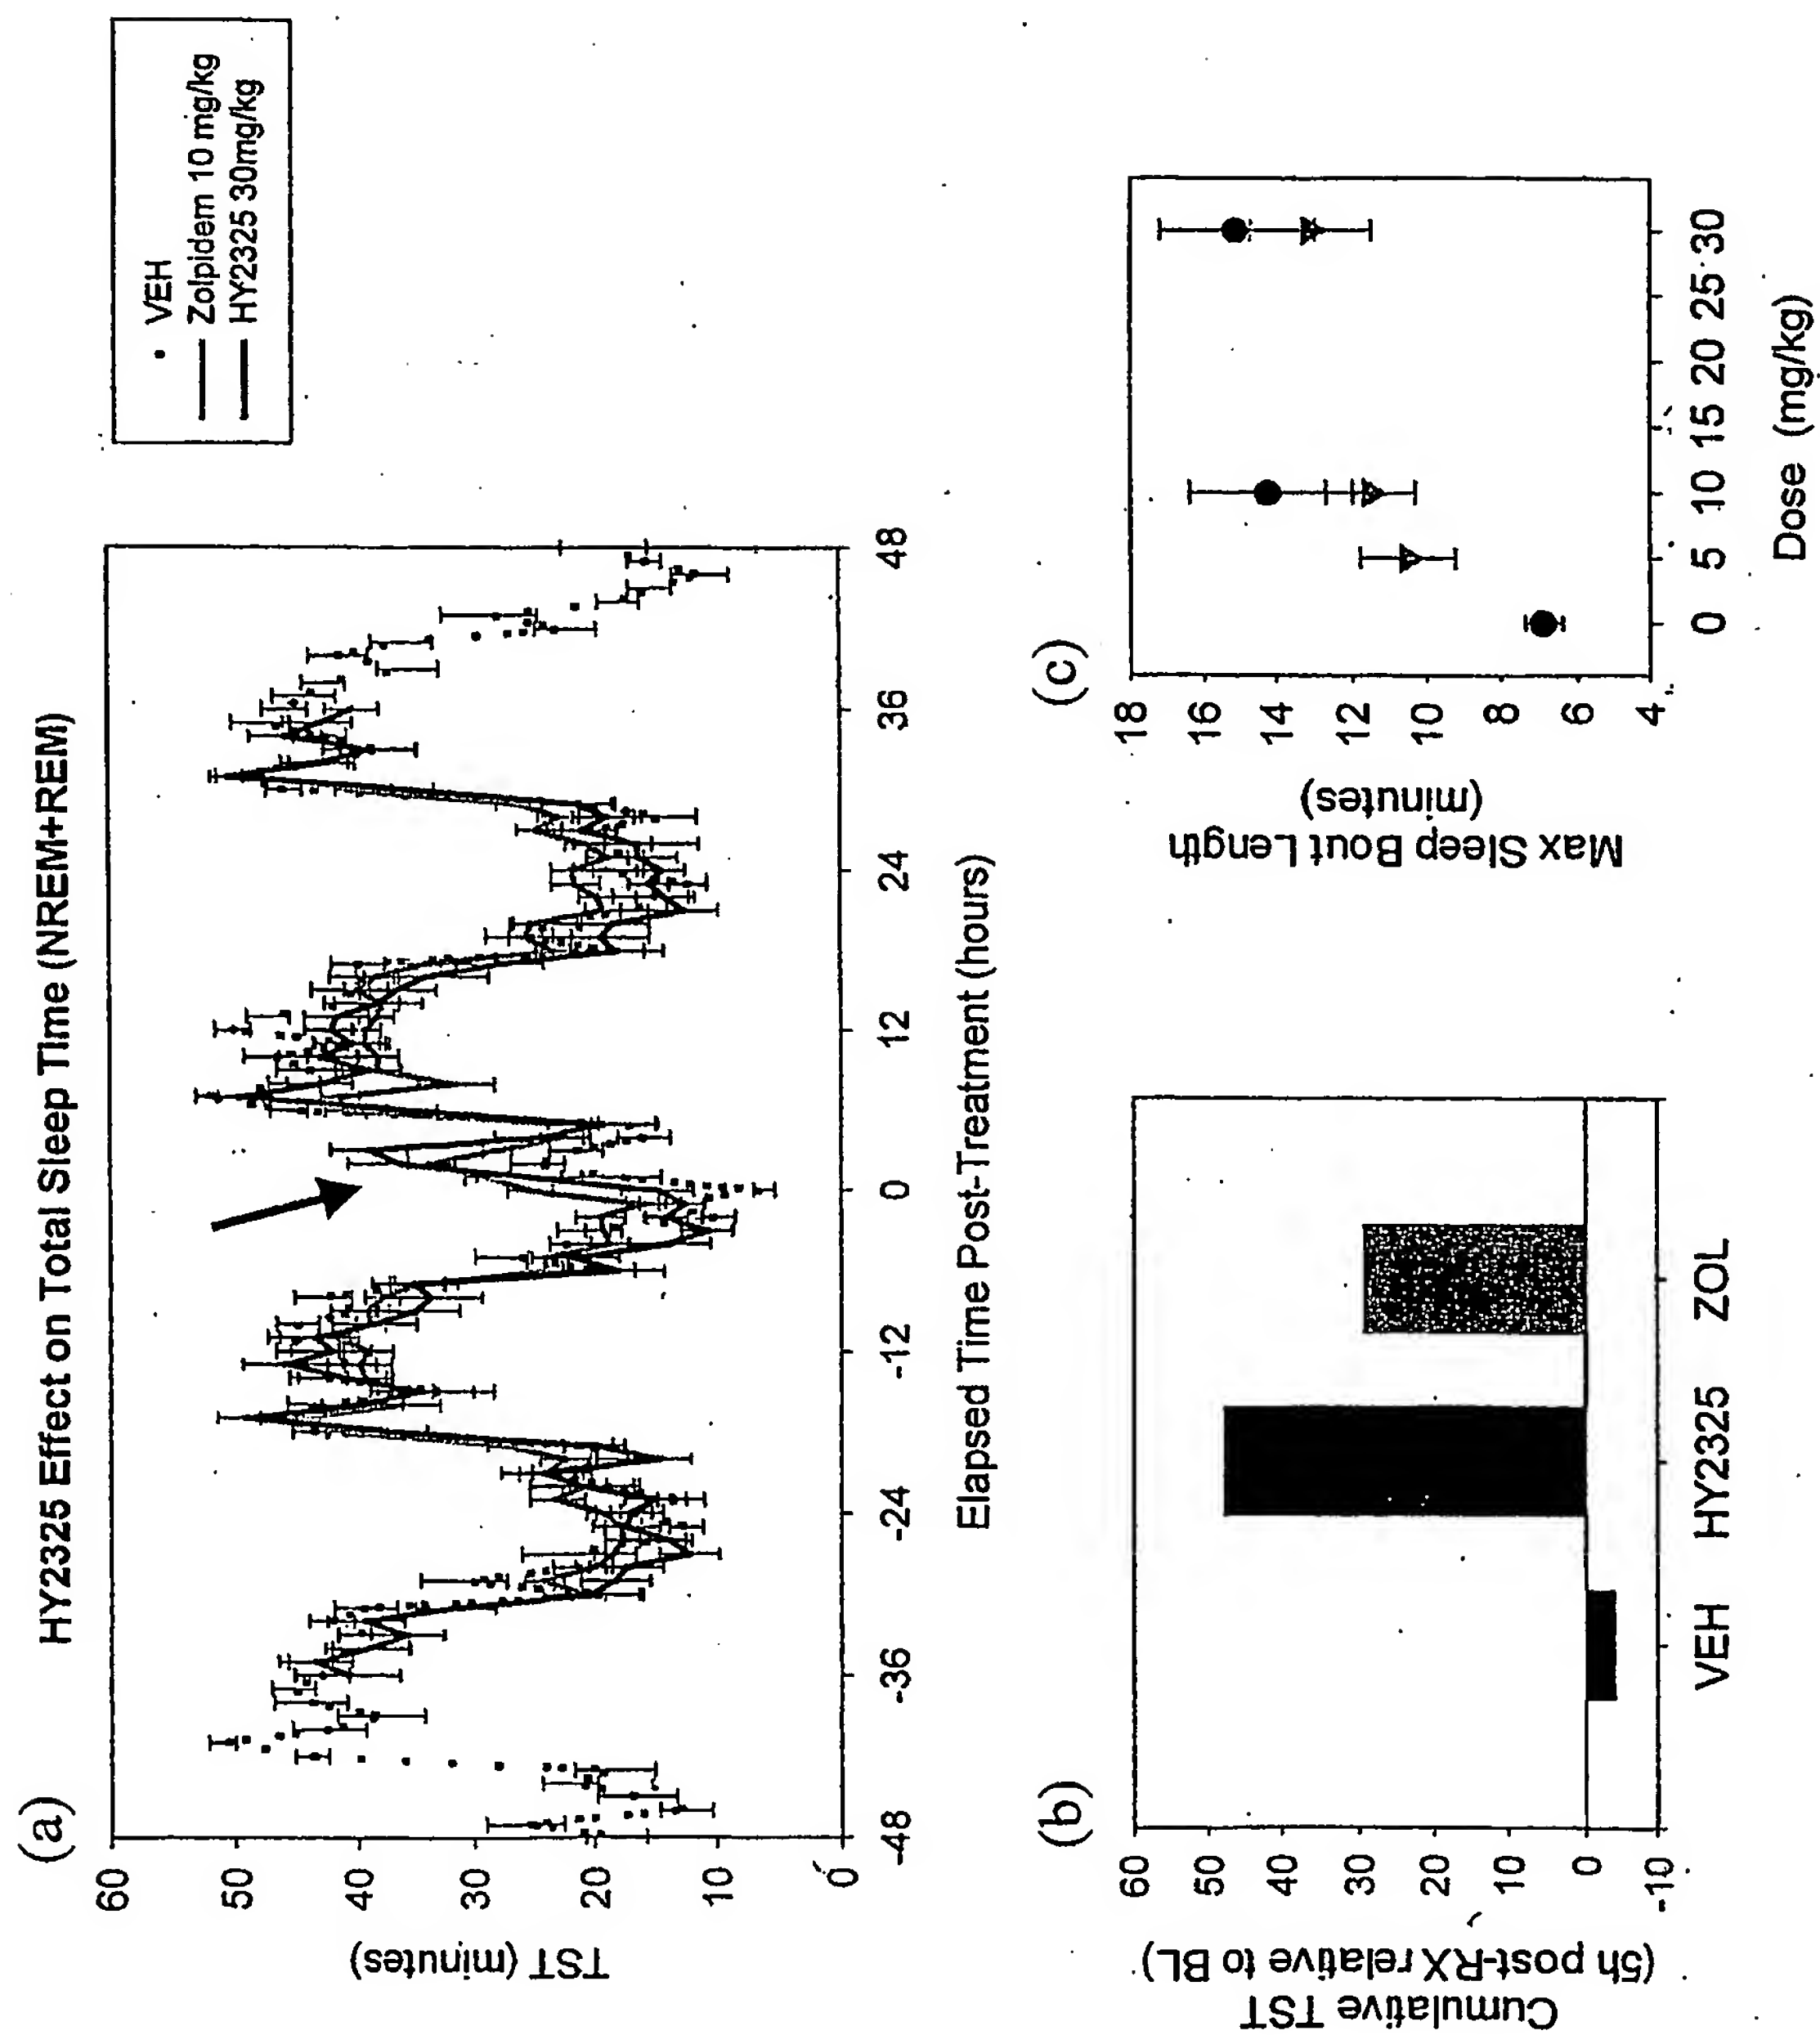 HY2325 Effect on Total Sleep Time (NREM+REM)
(a)
VEH
Zolpidem 10 mg/kg
HY2325 30mg/kg
TST (minutes)
60
50
40
30
20
10
0
-48 -36 -24 -12 0 12 24 36 48
Elapsed Time Post-Treatment (hours)
(b)
Cumulative TST
(5h post-RX relative to BL)
60
50
40
30
20
10
0
-10
VEH HY2325 ZOL
(c)
Max Sleep Bout Length
(minutes)
18
16
14
12
10
8
6
4
0 5 10 15 20 25 30
Dose (mg/kg)